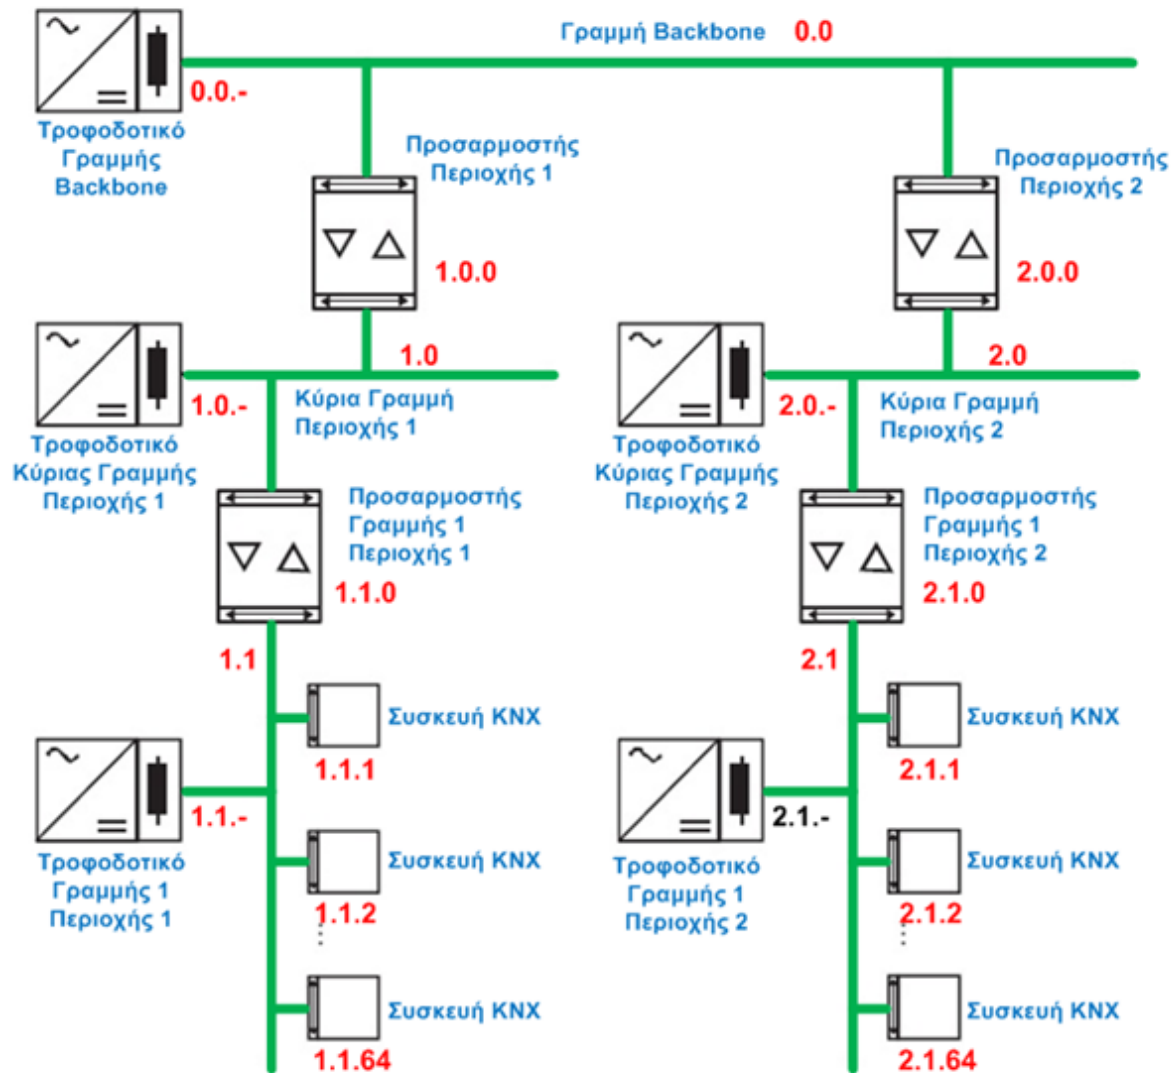 Γραμμή Backbone 0.0
0.0.-
Τροφοδοτικό
Γραμμής
Backbone
Προσαρμοστής
Περιοχής 1
1.0.0
Προσαρμοστής
Περιοχής 2
2.0.0
1.0
1.0.-
Κύρια Γραμμή
Περιοχής 1
Τροφοδοτικό
Κύριας Γραμμής
Περιοχής 1
2.0
2.0.-
Κύρια Γραμμή
Περιοχής 2
Τροφοδοτικό
Κύριας Γραμμής
Περιοχής 2
Προσαρμοστής
Γραμμής 1
Περιοχής 1
1.1.0
Προσαρμοστής
Γραμμής 1
Περιοχής 2
2.1.0
1.1
Συσκευή KNX
1.1.1
1.1.-
Τροφοδοτικό
Γραμμής 1
Περιοχής 1
Συσκευή KNX
1.1.2
Συσκευή KNX
1.1.64
2.1
Συσκευή KNX
2.1.1
2.1.-
Τροφοδοτικό
Γραμμής 1
Περιοχής 2
Συσκευή KNX
2.1.2
Συσκευή KNX
2.1.64